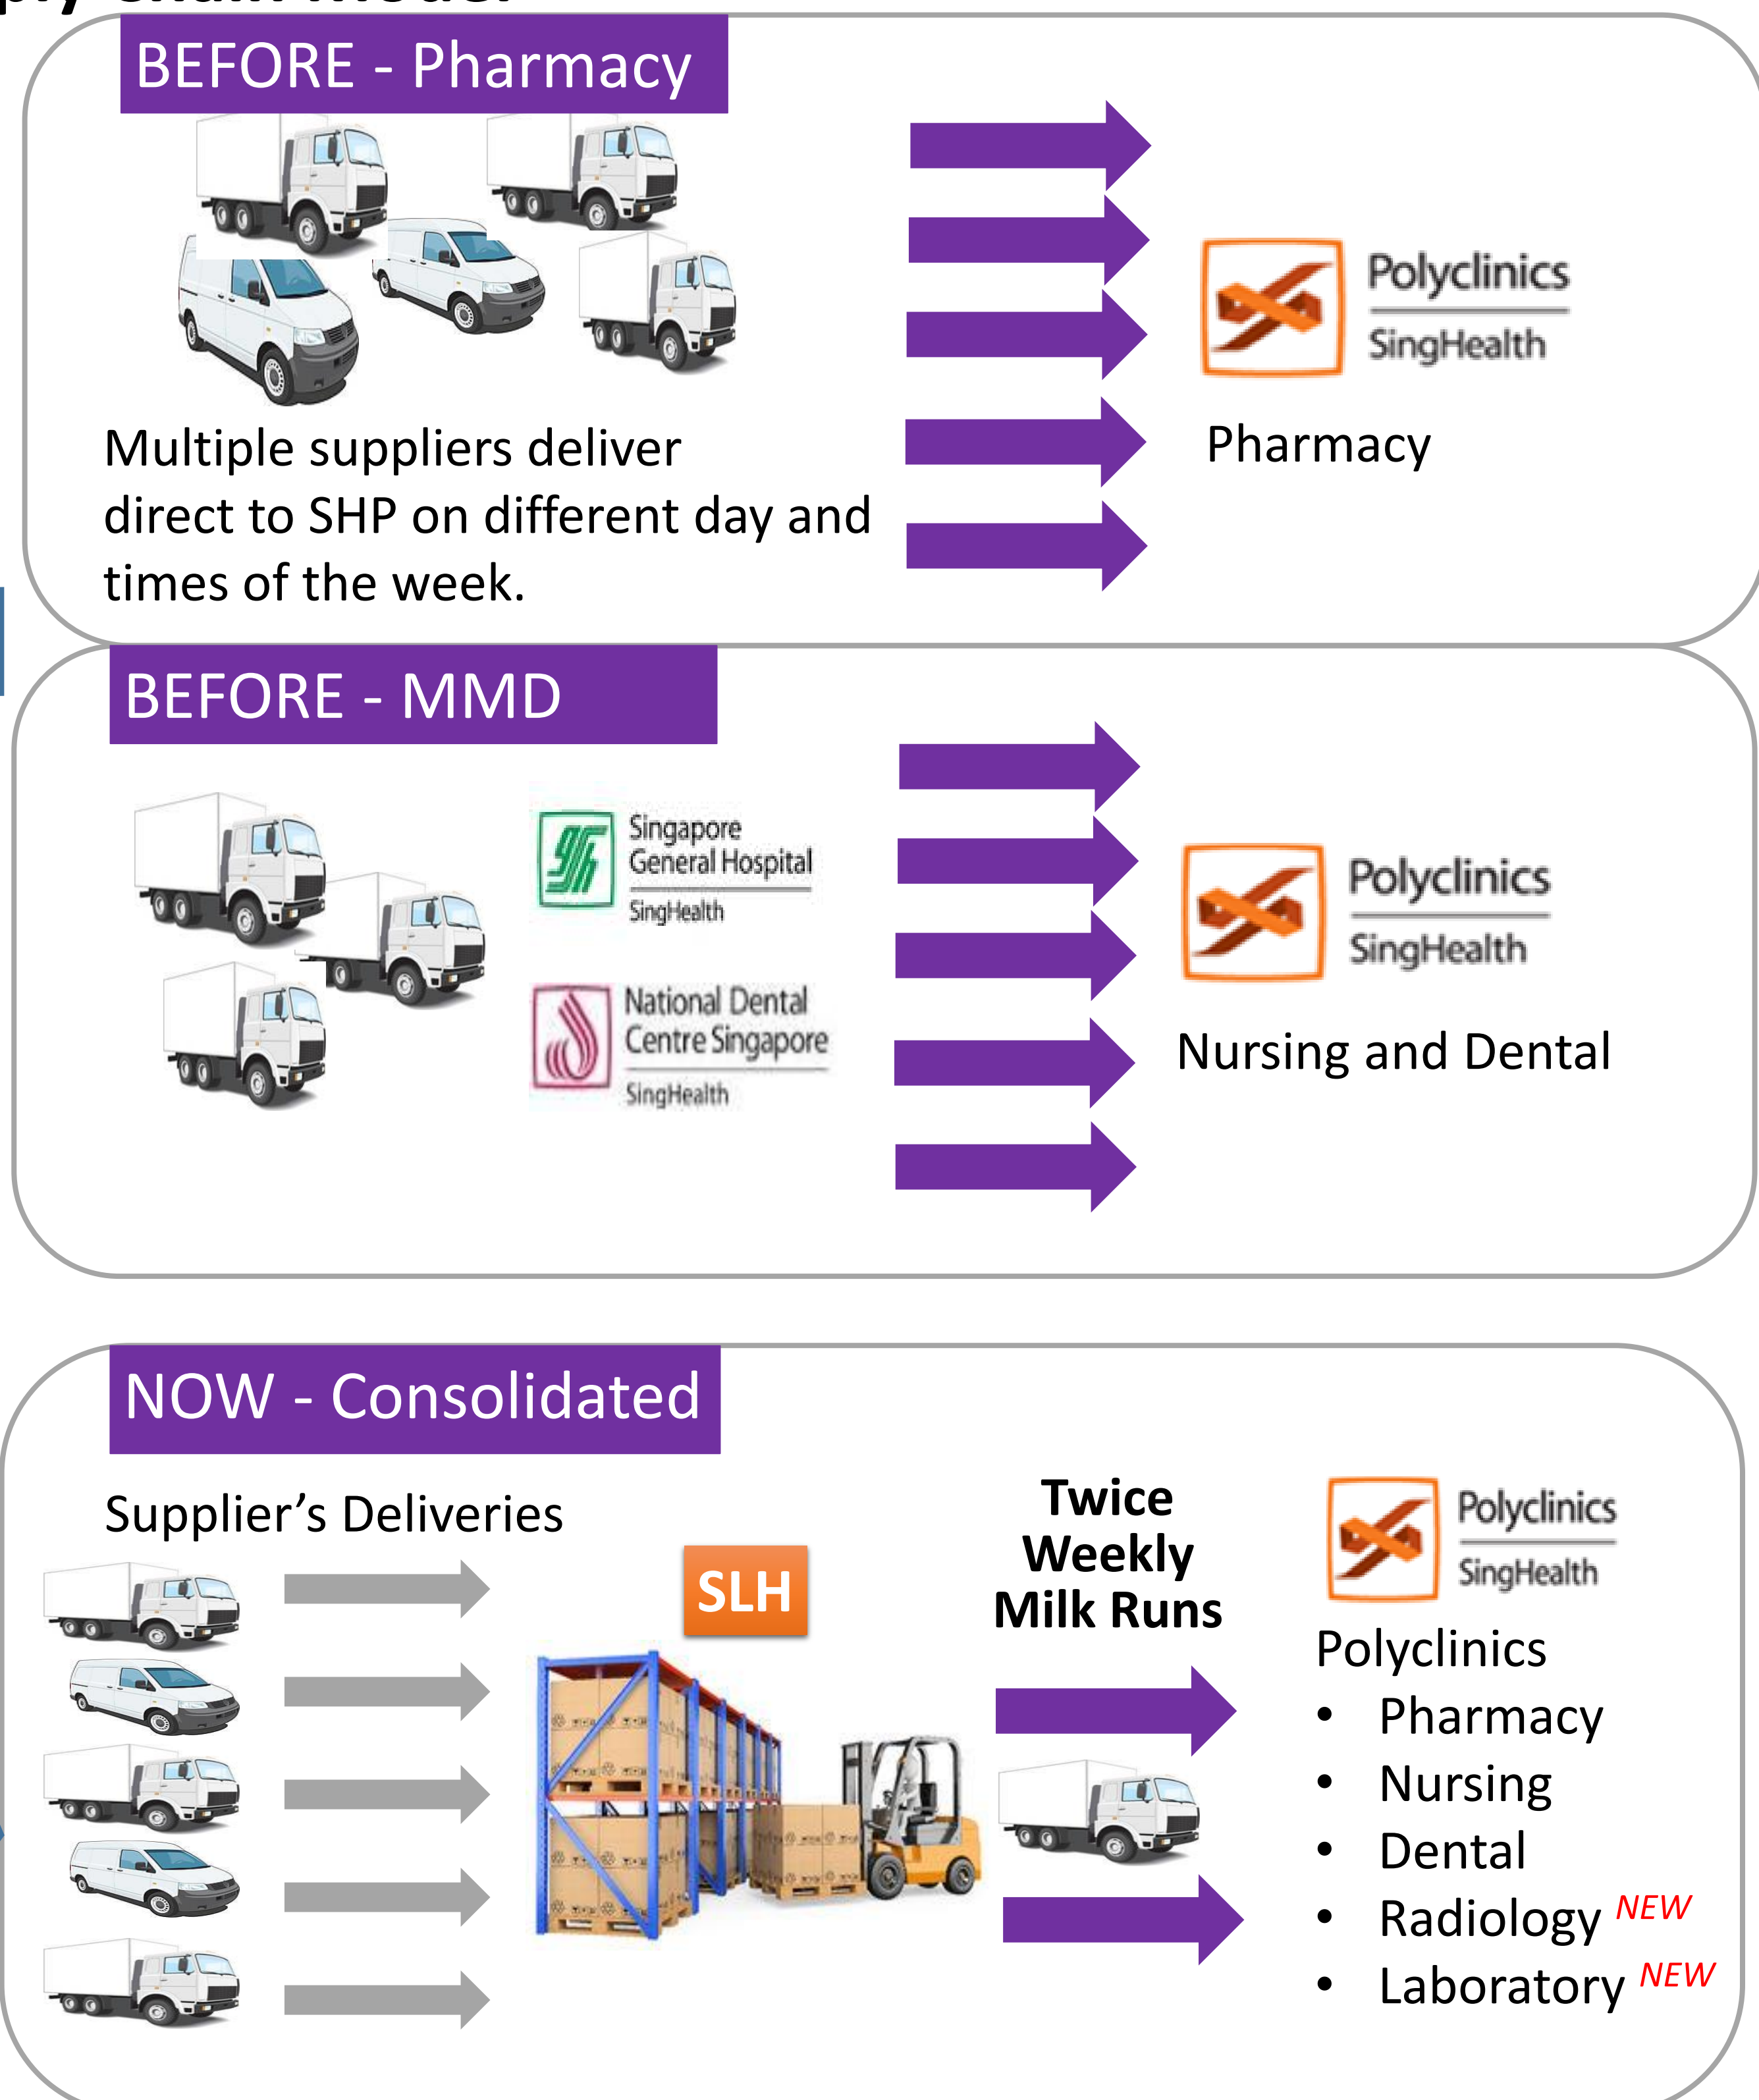 BEFORE - Pharmacy
Multiple suppliers deliver
direct to SHP on different day and
times of the week.
Polyclinics
SingHealth
Pharmacy
BEFORE - MMD
Singapore
General Hospital
SingHealth
National Dental
Centre Singapore
SingHealth
Polyclinics
SingHealth
Nursing and Dental
NOW - Consolidated
Supplier’s Deliveries
SLH
Twice
Weekly
Milk Runs
Polyclinics
SingHealth
Polyclinics
• Pharmacy
• Nursing
• Dental
• Radiology NEW
• Laboratory NEW